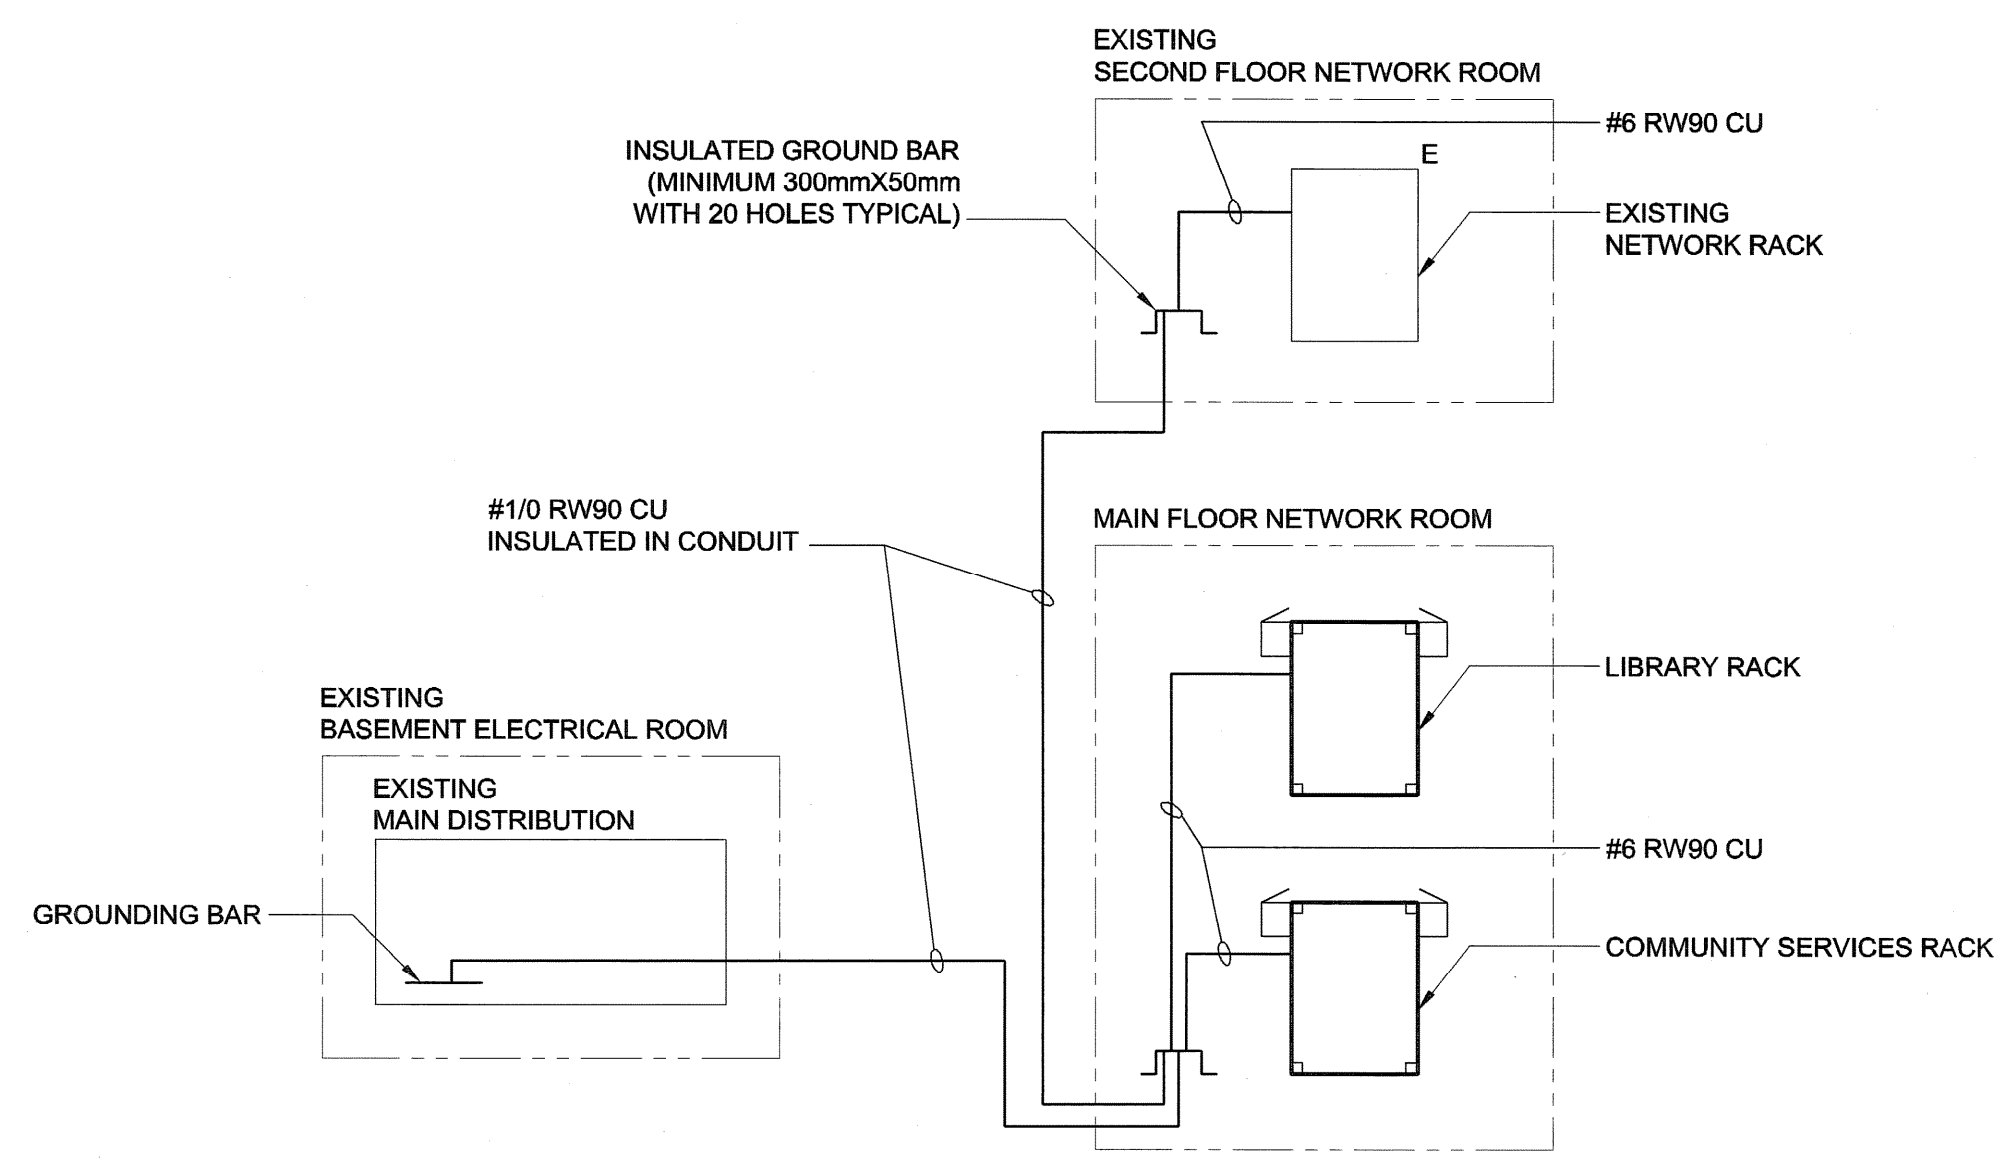 EXISTING
SECOND FLOOR NETWORK ROOM
#6 RW90 CU
INSULATED GROUND BAR
(MINIMUM 300mmX50mm
WITH 20 HOLES TYPICAL)
E
EXISTING
NETWORK RACK
#1/0 RW90 CU
INSULATED IN CONDUIT
MAIN FLOOR NETWORK ROOM
LIBRARY RACK
EXISTING
BASEMENT ELECTRICAL ROOM
EXISTING
MAIN DISTRIBUTION
#6 RW90 CU
GROUNDING BAR
COMMUNITY SERVICES RACK